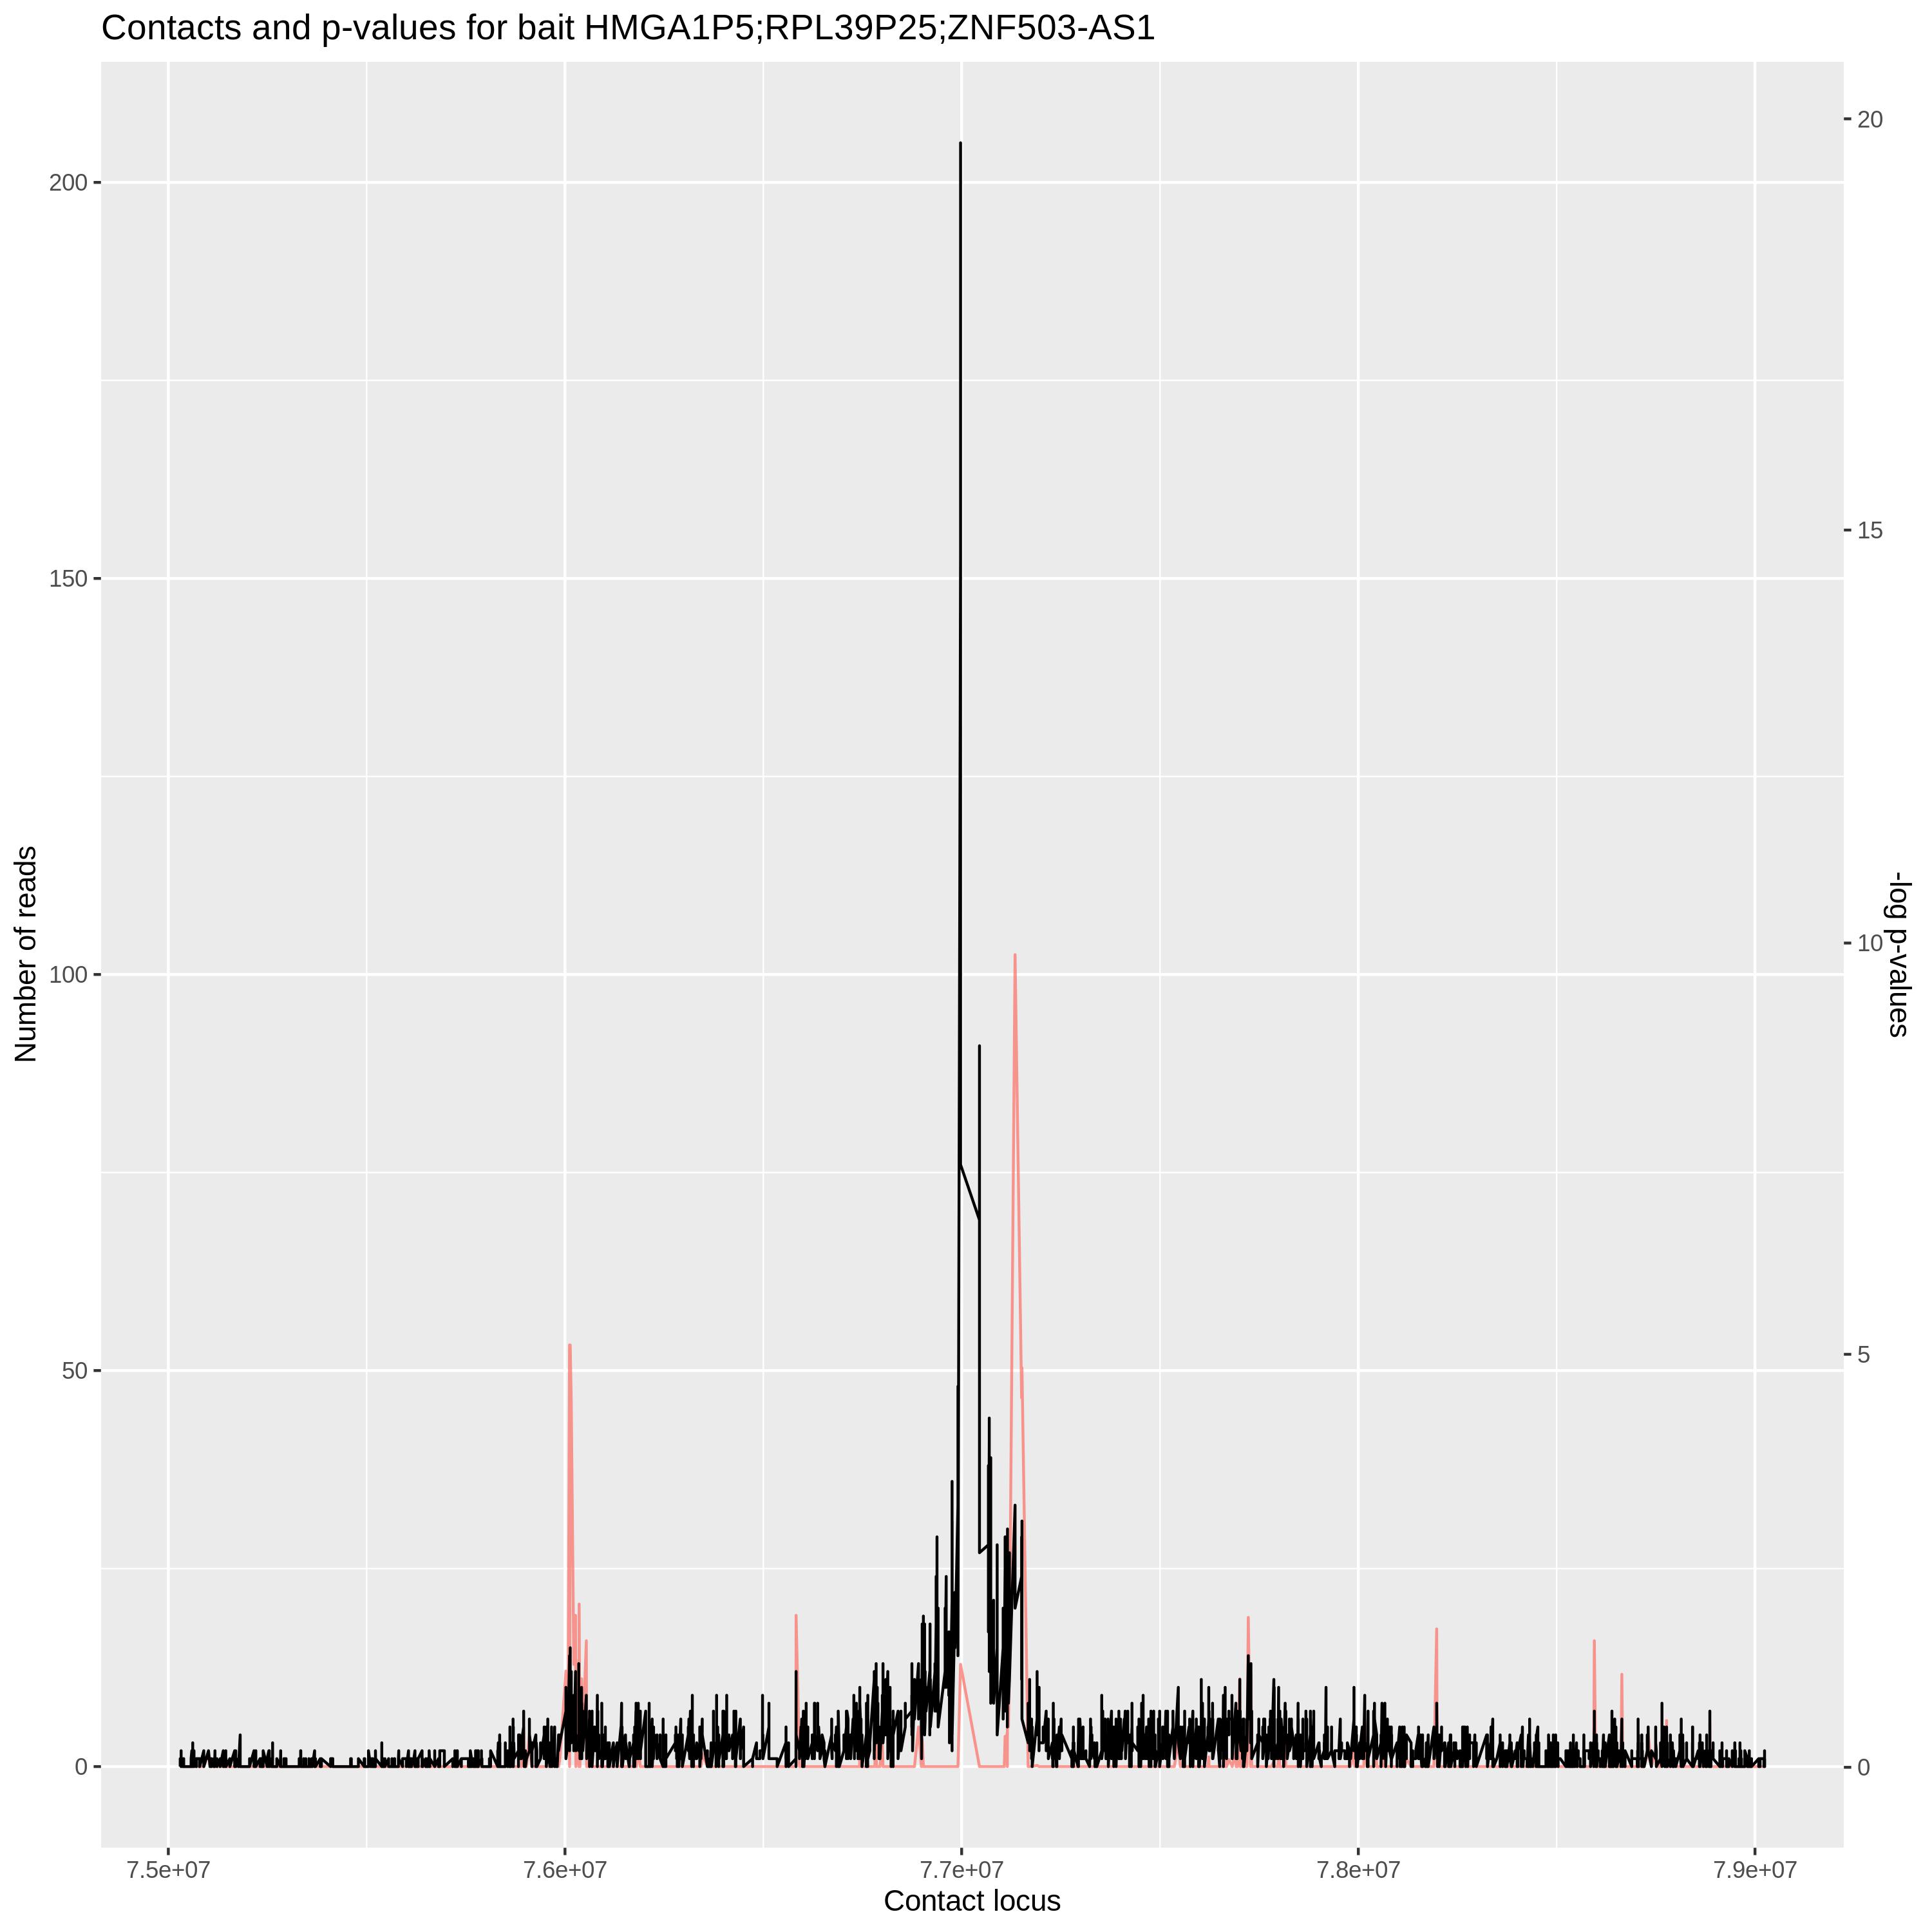 Contacts and p-values for bait HMGA1P5;RPL39P25;ZNF503-AS1
20
200
15
150
Number of reads
-log p-values
10
100
50
5
0
0
7.5e+07 7.6e+07 7.7e+07 7.8e+07 7.9e+07
Contact locus